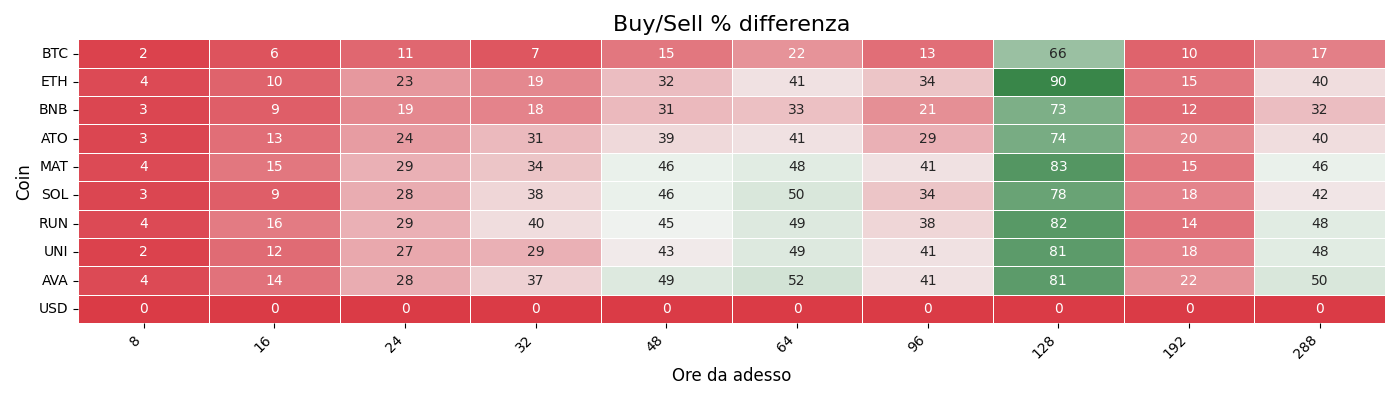 Buy/Sell % differenza
Coin
BTC 2 6 11 7 15 22 13 66 10 17
ETH 4 10 23 19 32 41 34 90 15 40
BNB 3 9 19 18 31 33 21 73 12 32
ATO 3 13 24 31 39 41 29 74 20 40
MAT 4 15 29 34 46 48 41 83 15 46
SOL 3 9 28 38 46 50 34 78 18 42
RUN 4 16 29 40 45 49 38 82 14 48
UNI 2 12 27 29 43 49 41 81 18 48
AVA 4 14 28 37 49 52 41 81 22 50
USD 0 0 0 0 0 0 0 0 0 0
8 16 24 32 48 64 96 128 192 288
Ore da adesso